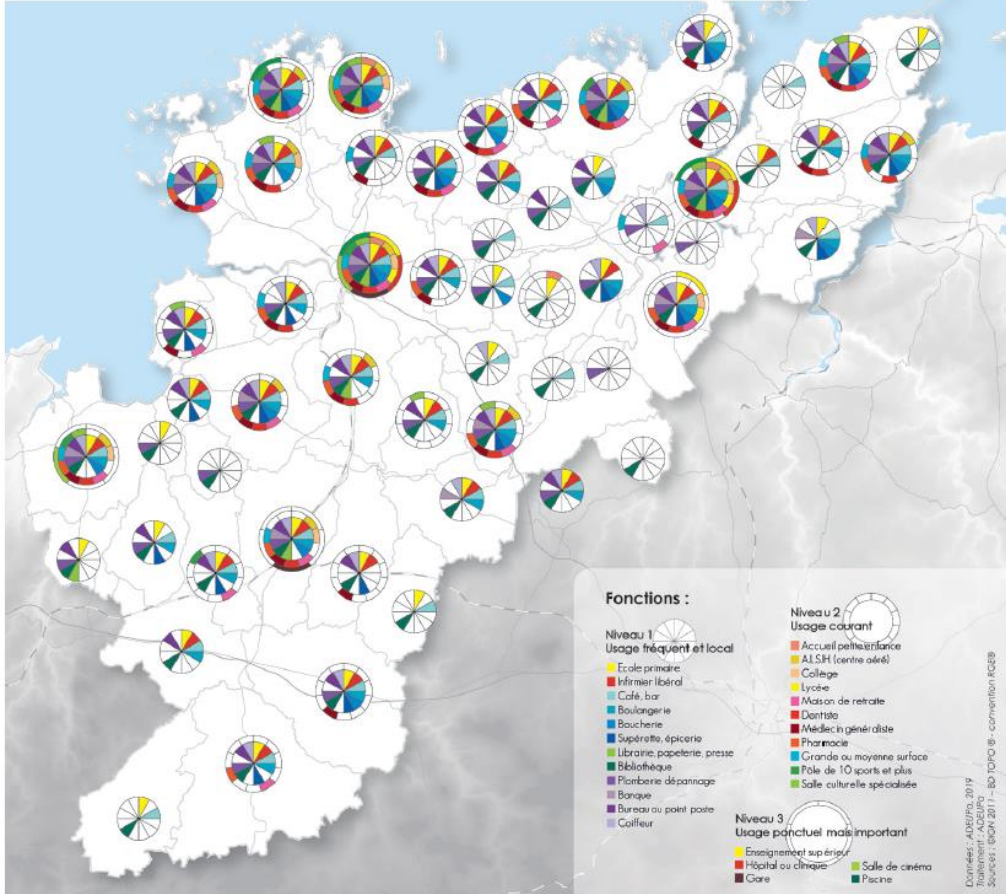 Fonctions :
Niveau 1
Usage fréquent et local
Ecole primaire
Infirmier libéral
Café, bar
Boulangerie
Boucherie
Supérette, épicerie
Librairie, papeterie, presse
Bibliothèque
Plomberie dépannage
Banque
Bureau ou point poste
Coiffeur
Niveau 2
Usage courant
Accueil petite enfance
A.L.S.H. (centre aéré)
Collège
Lycée
Maison de retraite
Dentiste
Médecin généraliste
Pharmacie
Grande ou moyenne surface
Pôle de 10 sports et plus
Salle culturelle spécialisée
Niveau 3
Usage ponctuel mais important
Enseignement supérieur
Hôpital ou clinique
Gare
Salle de cinéma
Piscine
Données : ADEUPa, 2019
Traitement : ADEUPa
Sources : ©IGN 2011 – BD TOPO ® - convention RGE®